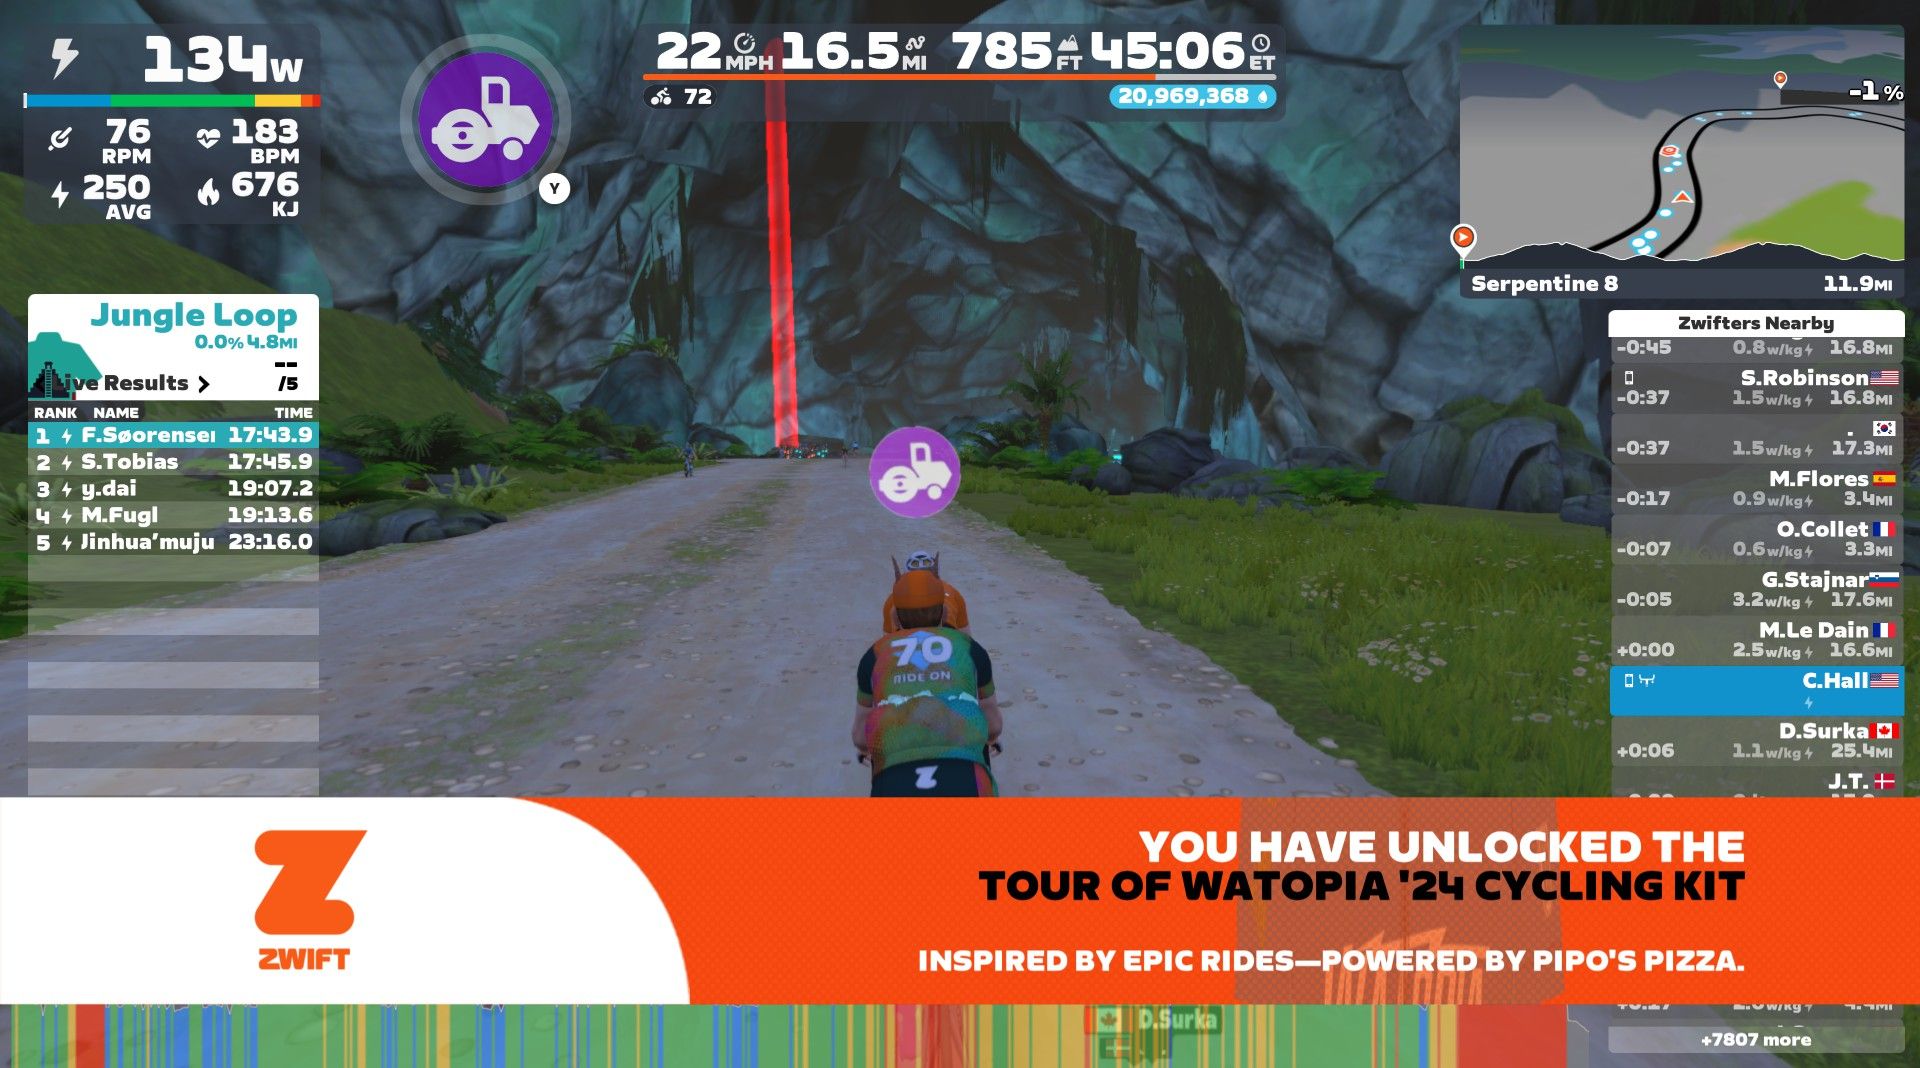 134W
76
RPM
183
BPM
250
AVG
676
KJ
Y
22 MPH 16.5 MI 785 FT 45:06 ET
72
20,969,368
-1 %
Serpentine 8 11.9MI
Jungle Loop
0.0% 4.8MI
--
Live Results /5
RANK NAME TIME
1 F.Søorensen 17:43.9
2 S.Tobias 17:45.9
3 y.dai 19:07.2
4 M.Fugl 19:13.6
5 Jinhua'muju 23:16.0
Zwifters Nearby
-0:45 0.8w/kg 16.8MI
S.Robinson
-0:37 1.5w/kg 16.8MI
.
-0:37 1.5w/kg 17.3MI
M.Flores
-0:17 0.9w/kg 3.4MI
O.Collet
-0:07 0.6w/kg 3.3MI
G.Stajnar
-0:05 3.2w/kg 17.6MI
M.Le Dain
+0:00 2.5w/kg 16.6MI
C.Hall
D.Surka
+0:06 1.1w/kg 25.4MI
J.T.
70
RIDE ON
Z
ZWIFT
YOU HAVE UNLOCKED THE
TOUR OF WATOPIA '24 CYCLING KIT
INSPIRED BY EPIC RIDES—POWERED BY PIPO'S PIZZA.
D.Surka
+7807 more